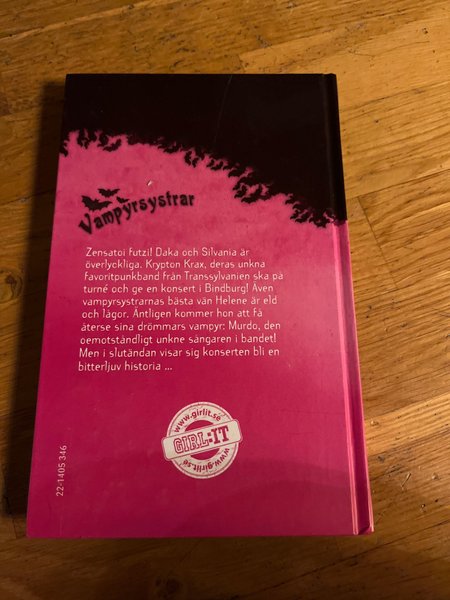 Vampyrsystrar
Zensatoi futzi! Daka och Silvania är
överlyckliga. Krypton Krax, deras unkna
favoritpunkband från Transsylvanien ska på
turné och ge en konsert i Bindburg! Även
vampyrsystrarnas bästa vän Helene är eld
och lågor. Äntligen kommer hon att få
återse sina drömmars vampyr: Murdo, den
oemotståndligt unkne sångaren i bandet!
Men i slutändan visar sig konserten bli en
bitterljuv historia ...
www.girlit.se
GIRL:IT
www.girlit.se
22-1405 346